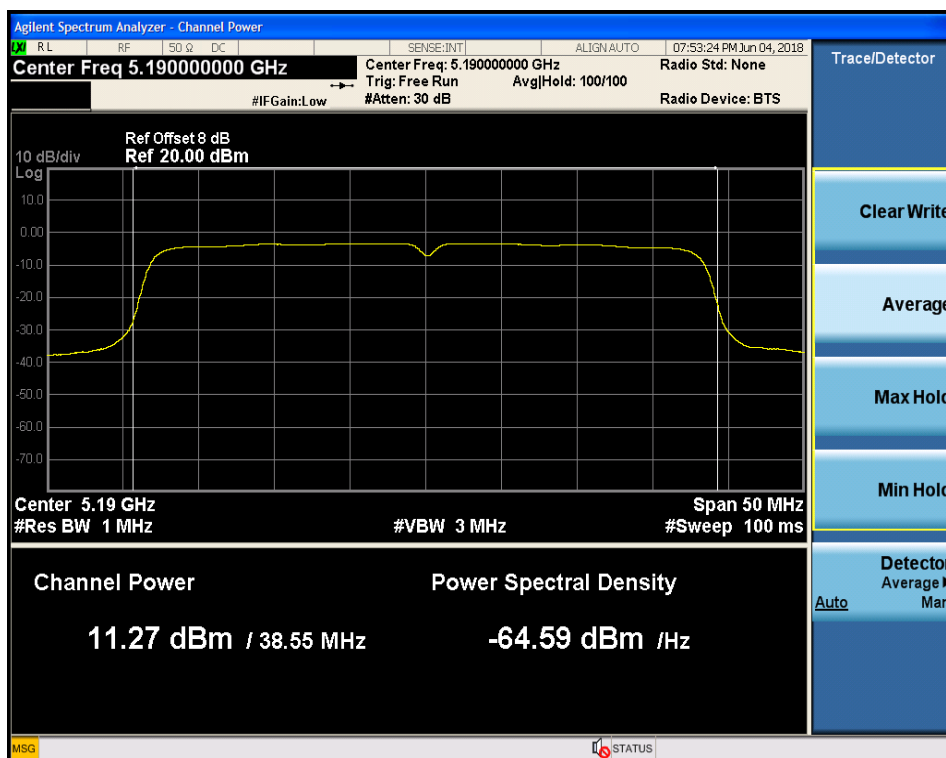 Agilent Spectrum Analyzer - Channel Power
LXI RL RF 50 Ω DC SENSE:INT ALIGN AUTO 07:53:24 PM Jun 04, 2018
Center Freq 5.190000000 GHz
Center Freq: 5.190000000 GHz Radio Std: None
Trig: Free Run Avg|Hold: 100/100
#IFGain:Low #Atten: 30 dB Radio Device: BTS
Trace/Detector
Ref Offset 8 dB
10 dB/div Ref 20.00 dBm
Log
10.0
0.00
-10.0
-20.0
-30.0
-40.0
-50.0
-60.0
-70.0
Center 5.19 GHz Span 50 MHz
#Res BW 1 MHz #VBW 3 MHz #Sweep 100 ms
Clear Write
Average
Max Hold
Min Hold
Detector
Average
Auto Man
Channel Power Power Spectral Density
11.27 dBm / 38.55 MHz -64.59 dBm /Hz
MSG STATUS